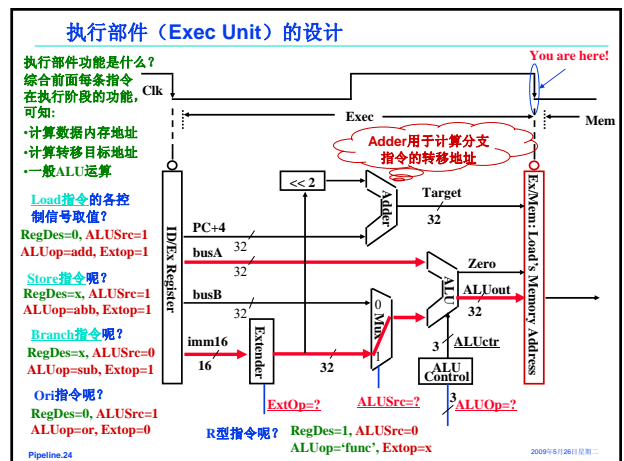 执行部件（Exec Unit）的设计
执行部件功能是什么？
综合前面每条指令
在执行阶段的功能，
可知：
•计算数据内存地址
•计算转移目标地址
•一般ALU运算
Load指令的各控
制信号取值？
RegDes=0, ALUSrc=1
ALUop=add, Extop=1
Store指令呢？
RegDes=x, ALUSrc=1
ALUop=abb, Extop=1
Branch指令呢？
RegDes=x, ALUSrc=0
ALUop=sub, Extop=1
Ori指令呢？
RegDes=0, ALUSrc=1
ALUop=or, Extop=0
You are here!
Clk
Exec
Mem
Adder用于计算分支
指令的转移地址
<< 2
Adder
Target
32
ID/Ex Register
PC+4
32
busA
32
busB
32
imm16
16
Extender
32
0
Mux
1
ALU
Zero
ALUout
32
3
ALUctr
ALU
Control
3
Ex/Mem: Load's Memory Address
ExtOp=?
ALUSrc=?
ALUOp=?
R型指令呢？
RegDes=1, ALUSrc=0
ALUop='func', Extop=x
Pipeline.24
2009年5月26日星期二